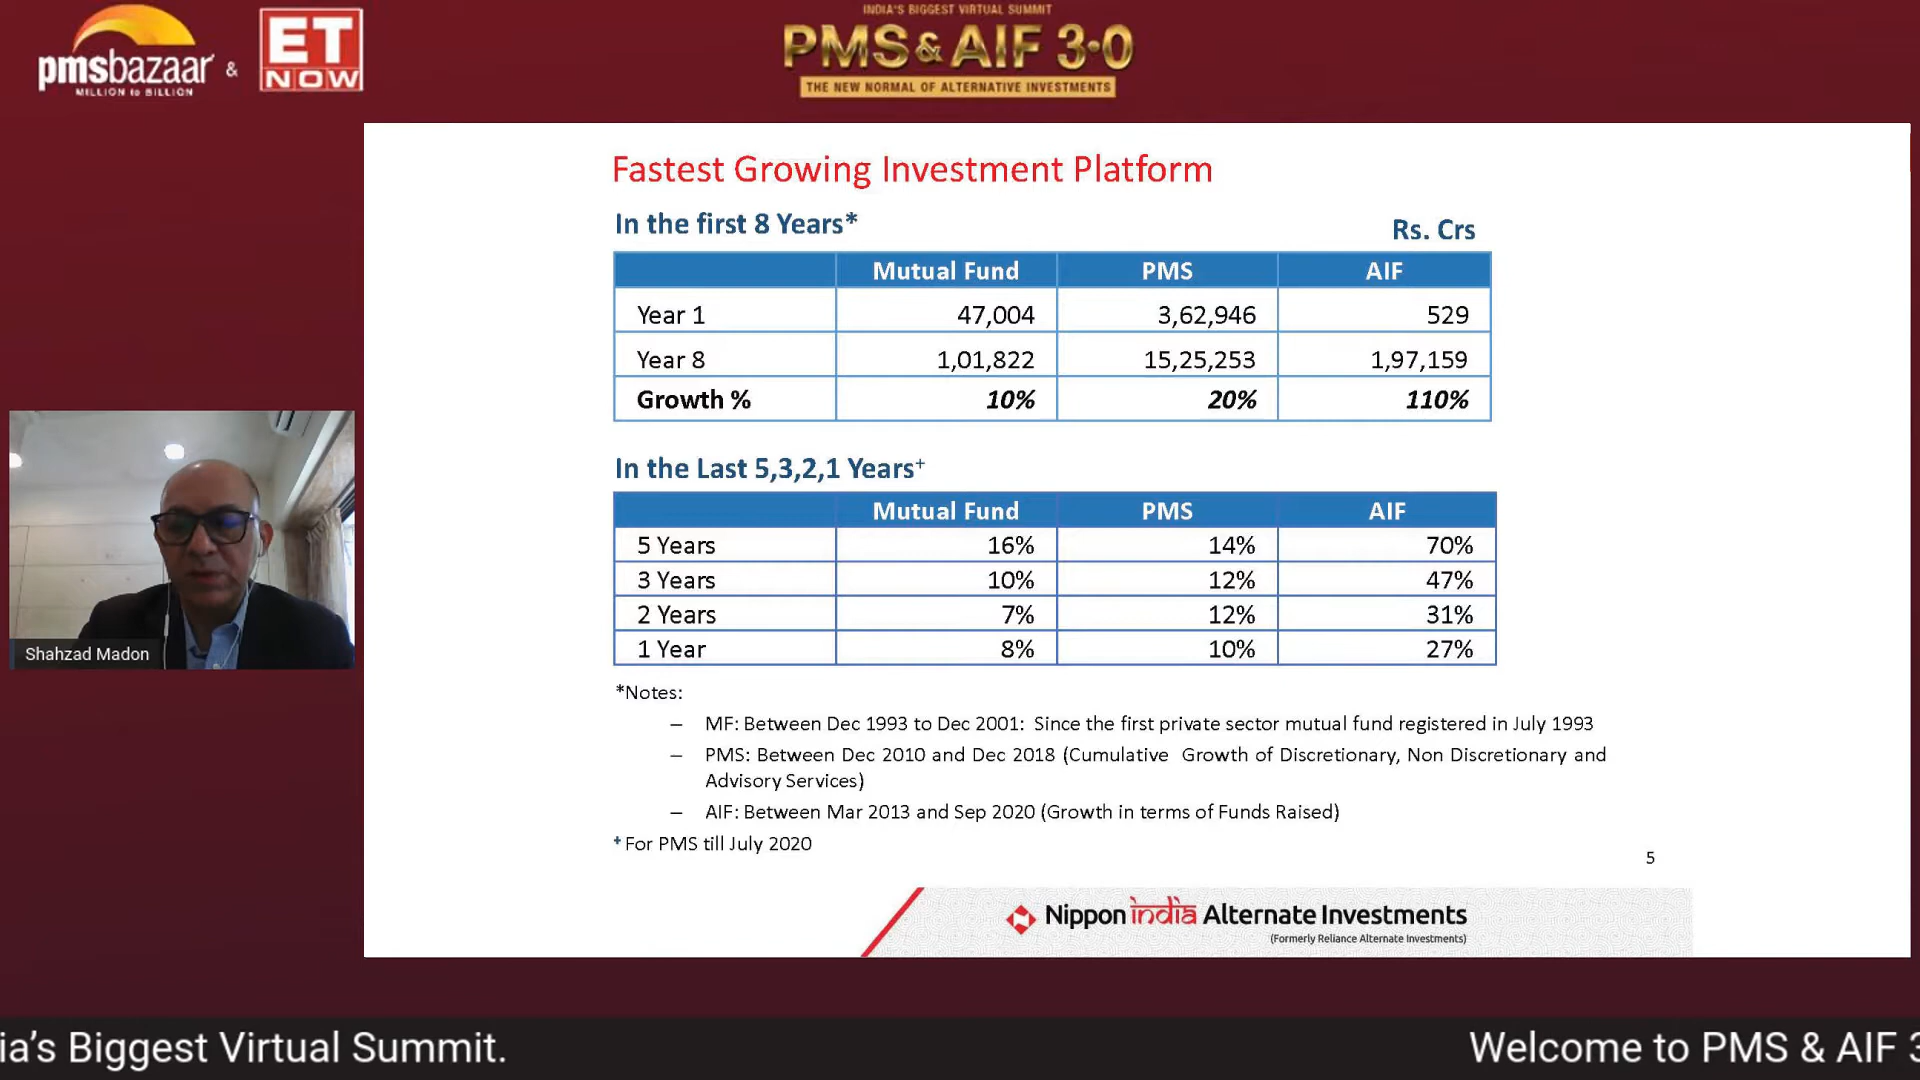 INDIA'S BIGGEST VIRTUAL SUMMIT
pmsbazaar & ET NOW
MILLION to BILLION
PMS & AIF 3·0
THE NEW NORMAL OF ALTERNATIVE INVESTMENTS
Fastest Growing Investment Platform
In the first 8 Years*
Rs. Crs
Mutual Fund PMS AIF
Year 1 47,004 3,62,946 529
Year 8 1,01,822 15,25,253 1,97,159
Growth % 10% 20% 110%
In the Last 5,3,2,1 Years+
Mutual Fund PMS AIF
5 Years 16% 14% 70%
3 Years 10% 12% 47%
2 Years 7% 12% 31%
1 Year 8% 10% 27%
*Notes:
– MF: Between Dec 1993 to Dec 2001: Since the first private sector mutual fund registered in July 1993
– PMS: Between Dec 2010 and Dec 2018 (Cumulative Growth of Discretionary, Non Discretionary and
Advisory Services)
– AIF: Between Mar 2013 and Sep 2020 (Growth in terms of Funds Raised)
+ For PMS till July 2020
5
Nippon india Alternate Investments
(Formerly Reliance Alternate Investments)
Shahzad Madon
ia's Biggest Virtual Summit.
Welcome to PMS & AIF 3